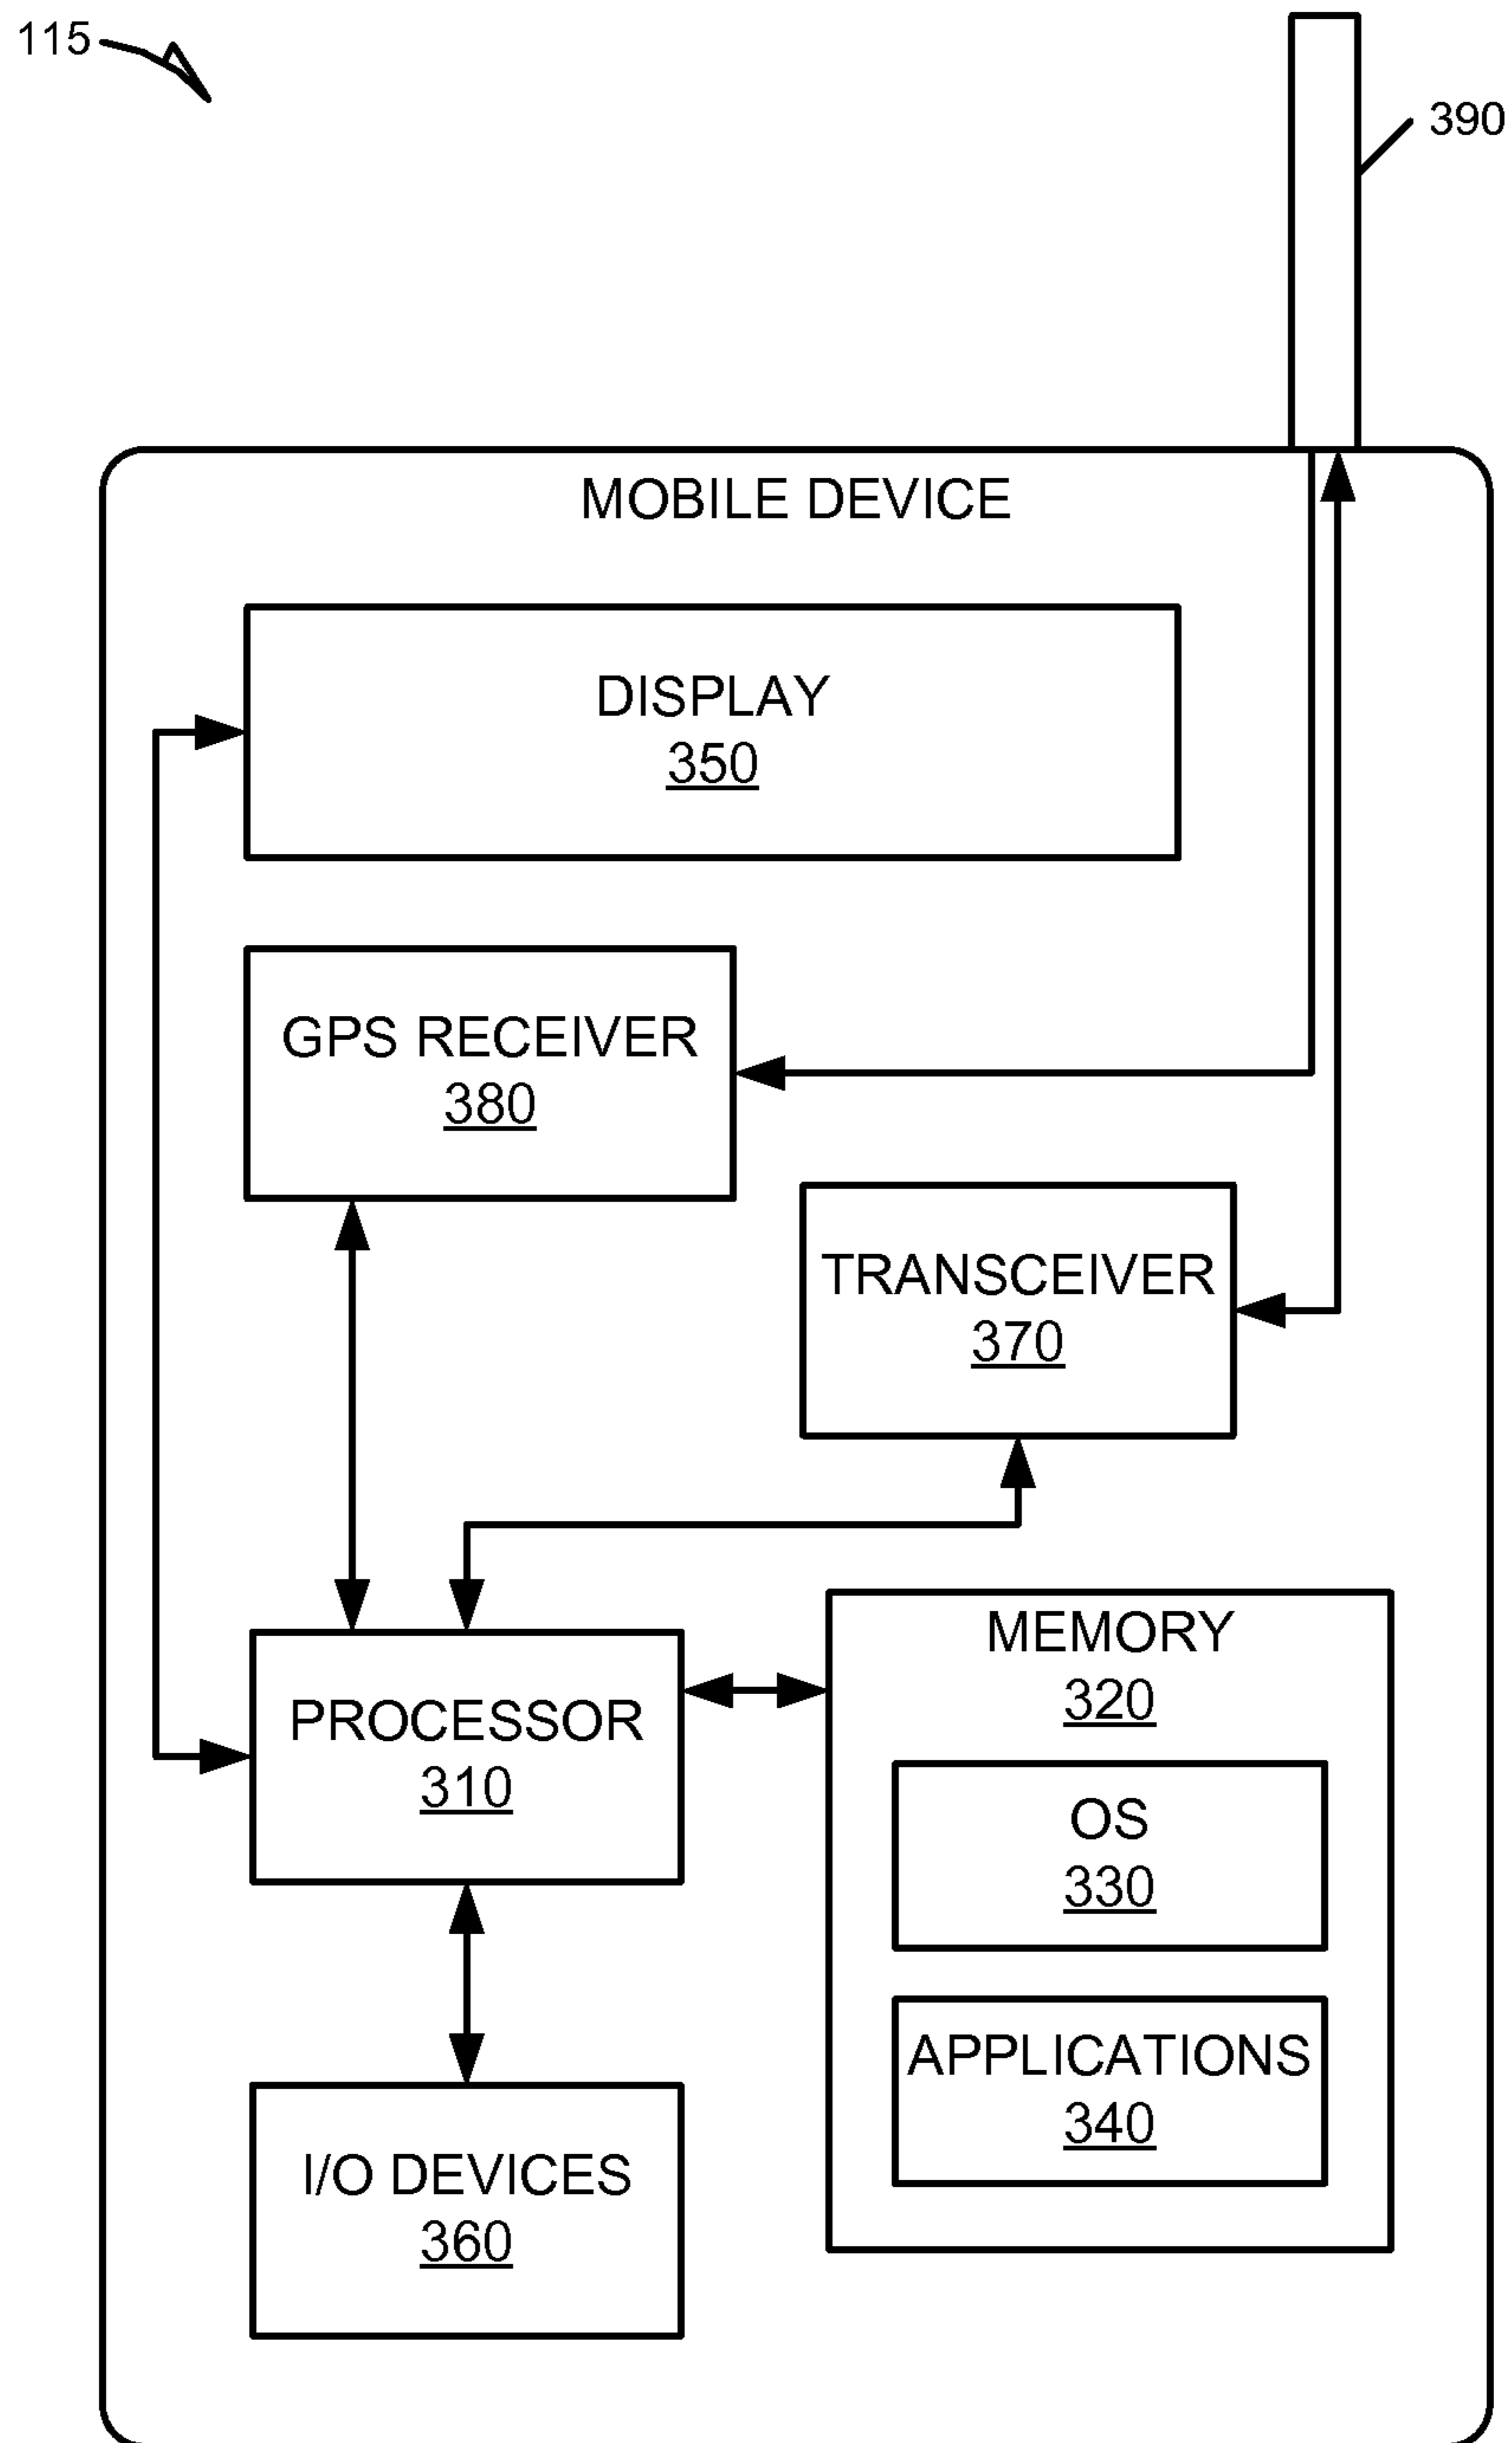 115
390
MOBILE DEVICE
DISPLAY
350
GPS RECEIVER
380
TRANSCEIVER
370
MEMORY
320
PROCESSOR
310
OS
330
APPLICATIONS
340
I/O DEVICES
360